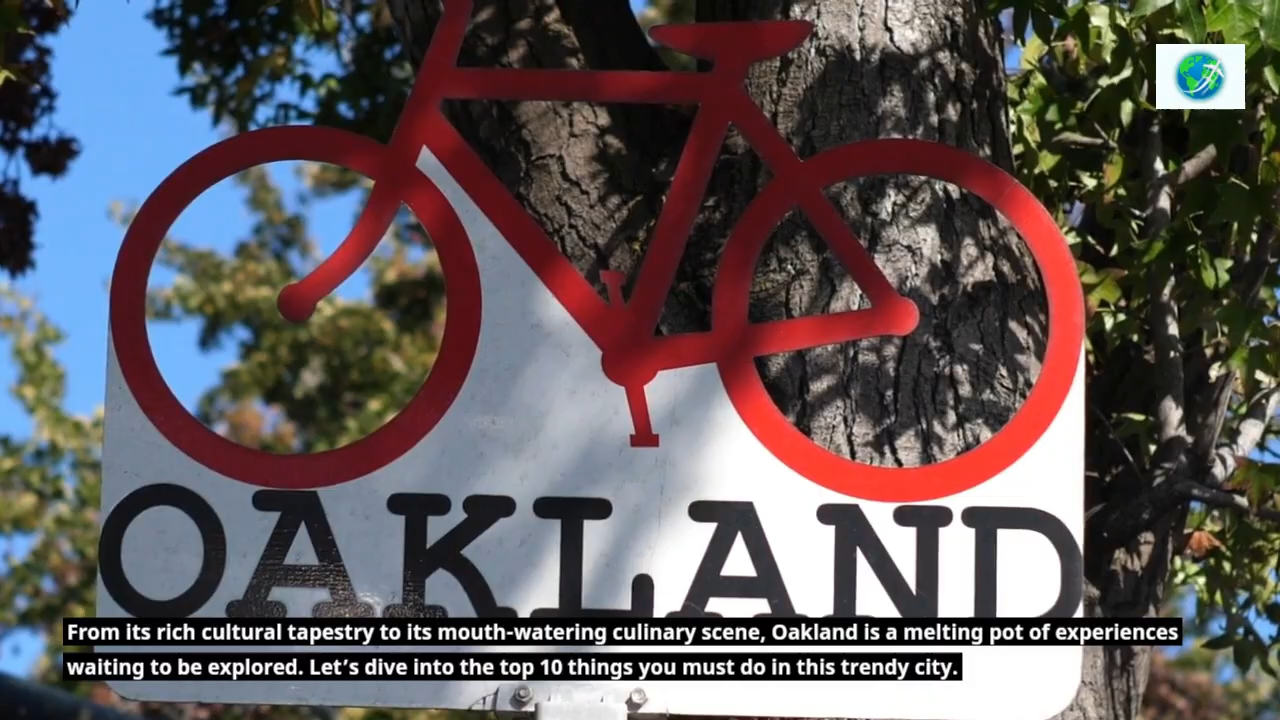 OAKLAND
From its rich cultural tapestry to its mouth-watering culinary scene, Oakland is a melting pot of experiences
waiting to be explored. Let’s dive into the top 10 things you must do in this trendy city.